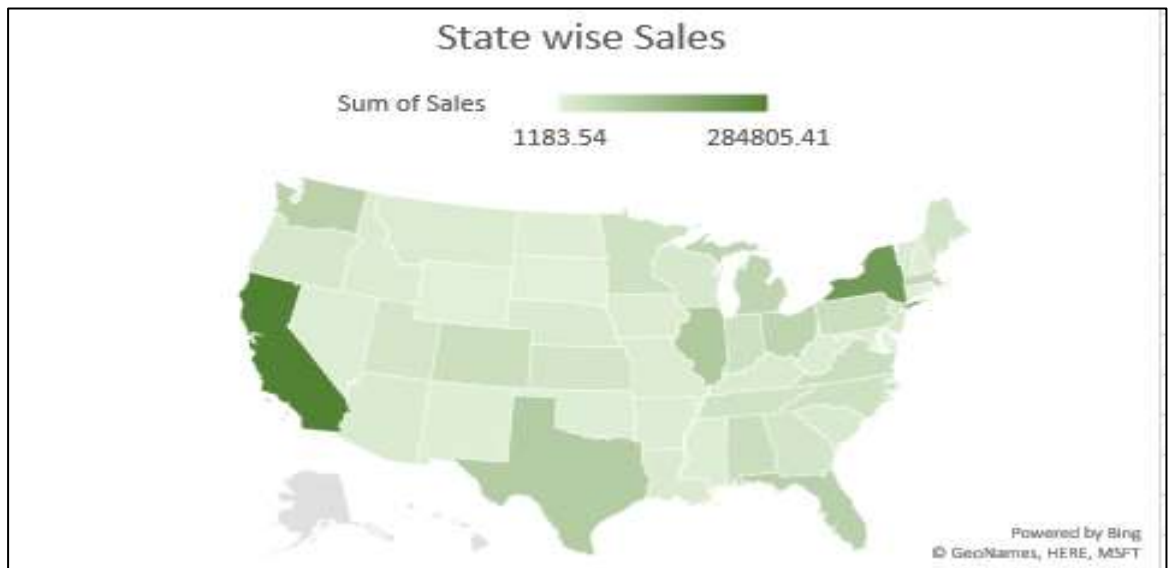 State wise Sales
Sum of Sales
1183.54 284805.41
Powered by Bing
© GeoNames, HERE, MSFT